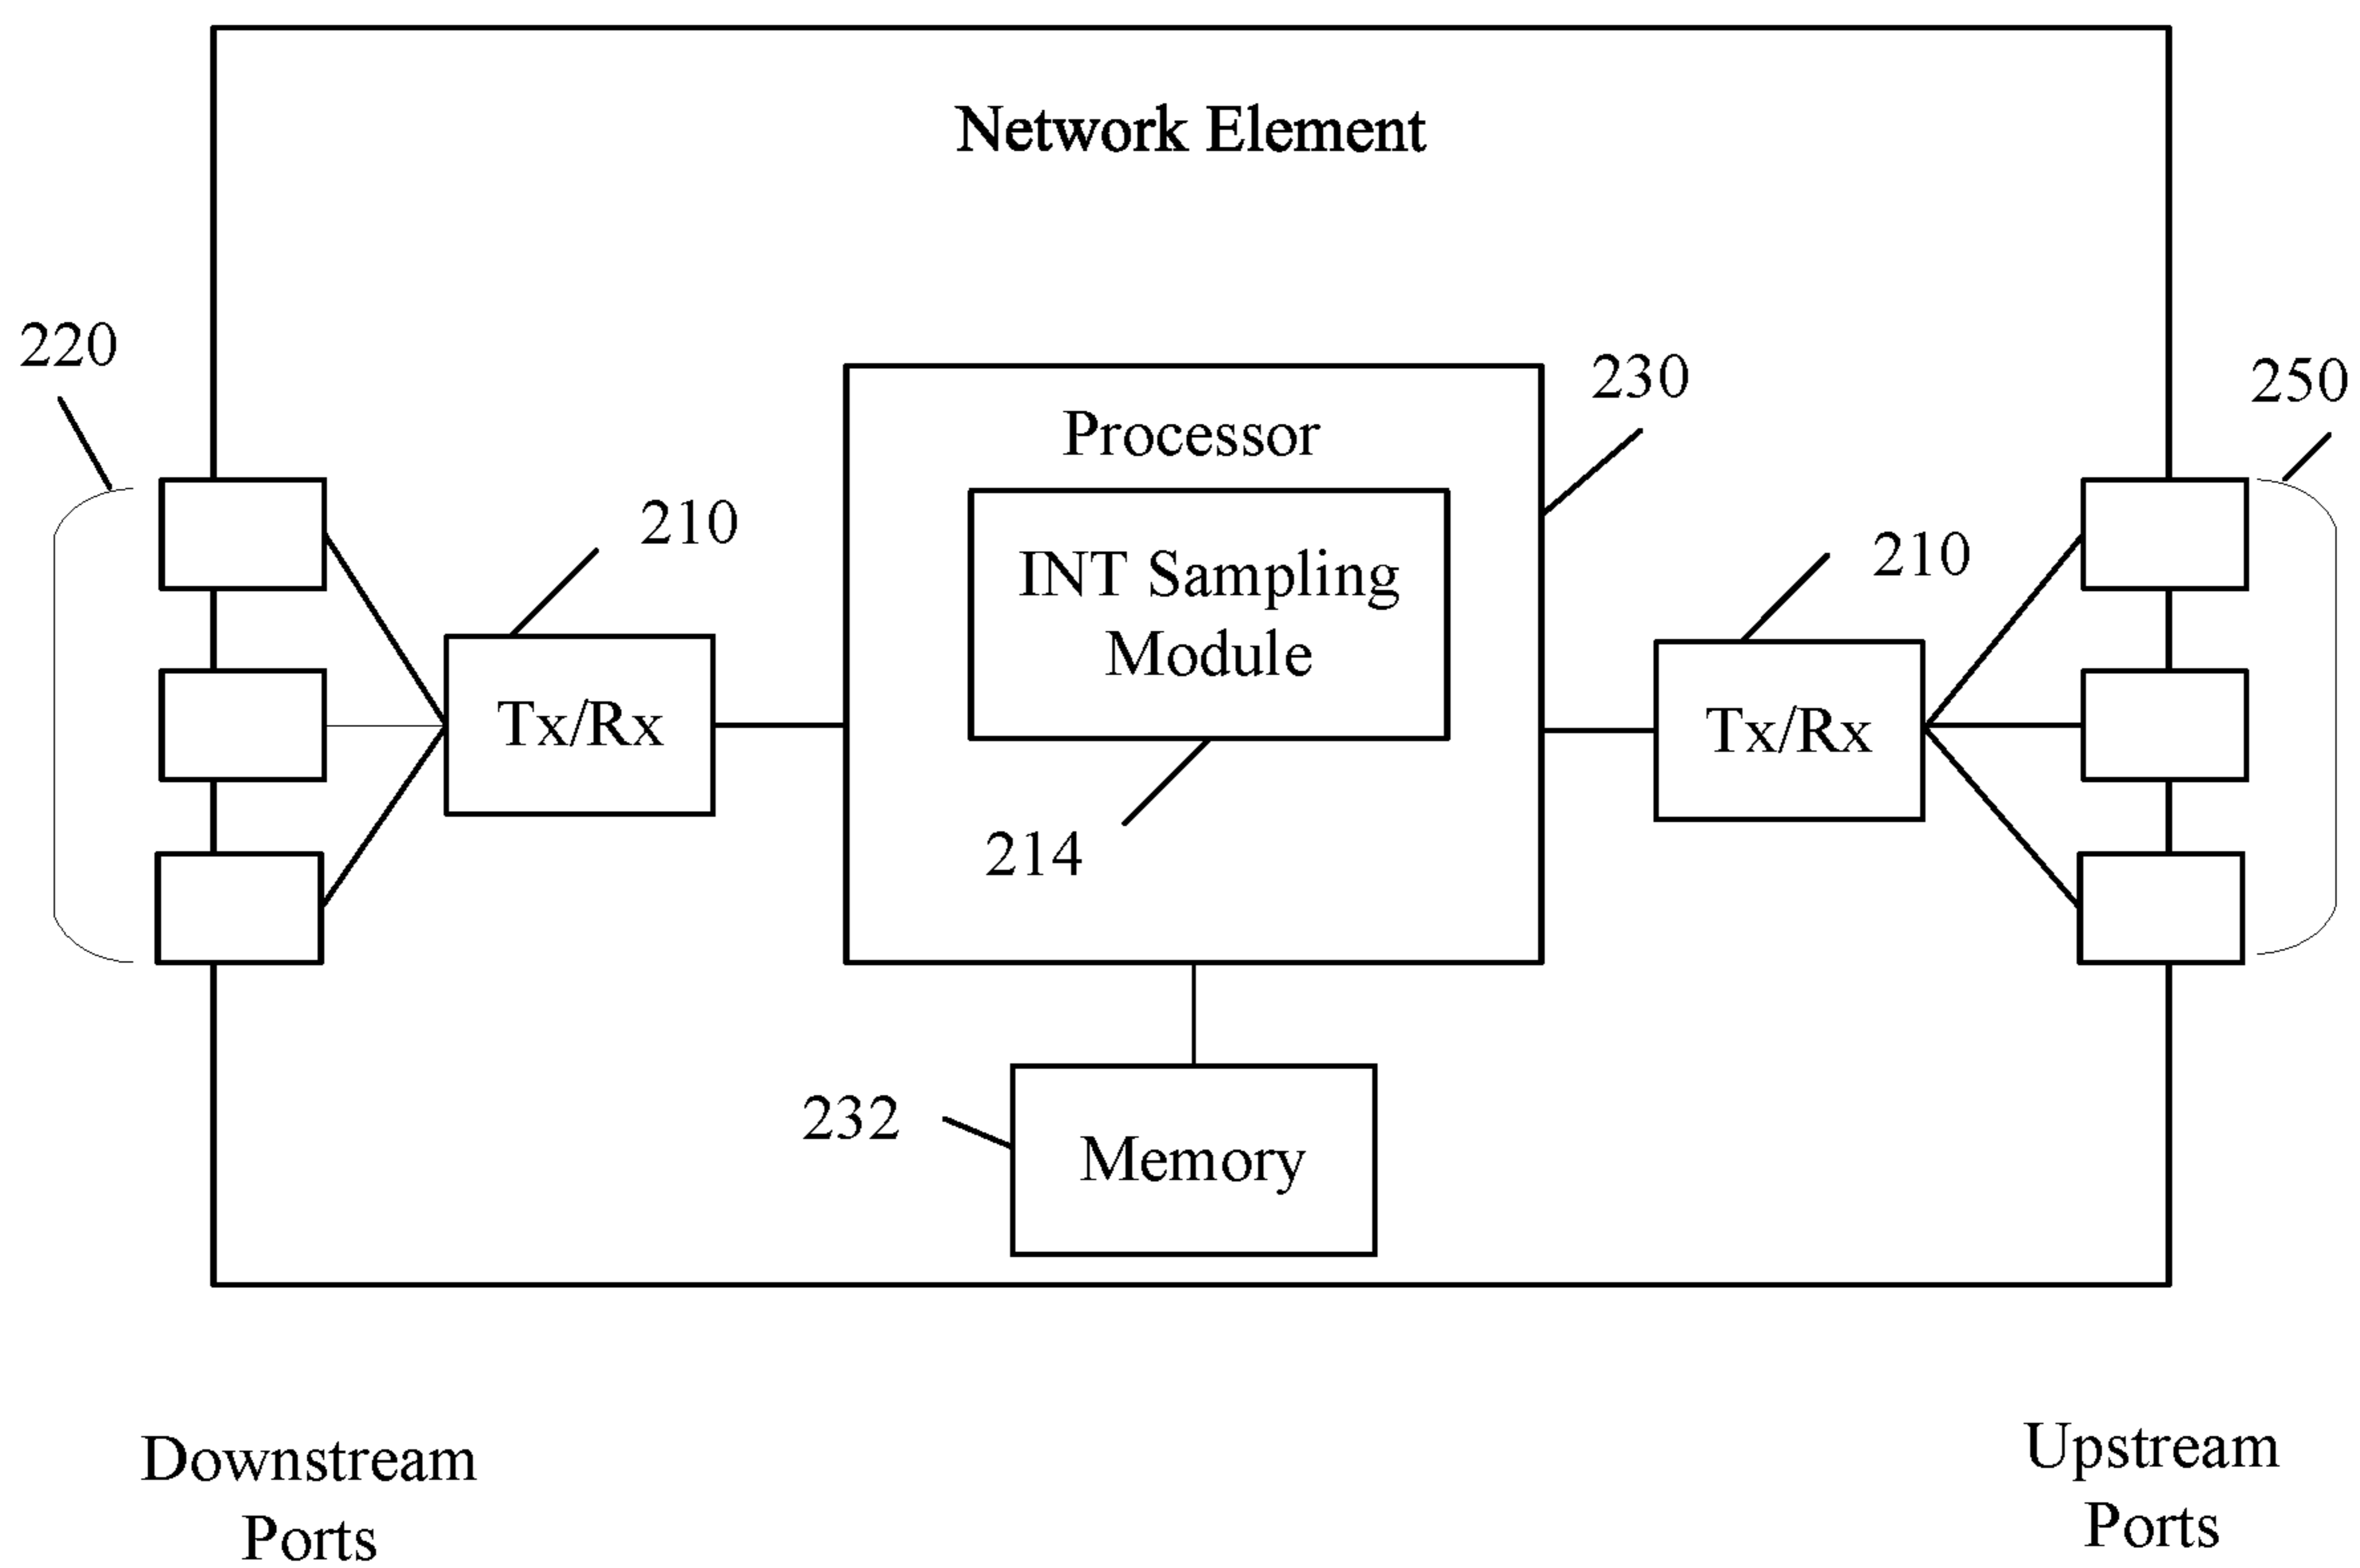 Network Element
220
230
250
Processor
210
INT Sampling
Module
210
Tx/Rx
Tx/Rx
214
232
Memory
Downstream
Ports
Upstream
Ports